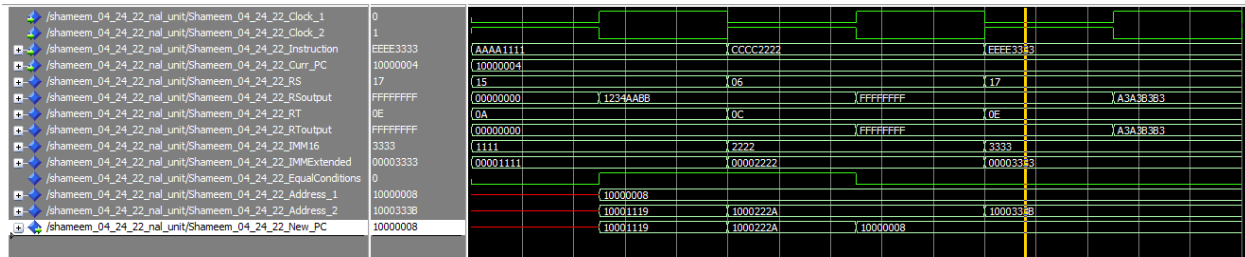 /shameem_04_24_22_nal_unit/Shameem_04_24_22_Clock_1 0
/shameem_04_24_22_nal_unit/Shameem_04_24_22_Clock_2 1
/shameem_04_24_22_nal_unit/Shameem_04_24_22_Instruction EEEE3333 AAAA1111 CCCC2222 EEEE3333
/shameem_04_24_22_nal_unit/Shameem_04_24_22_Curr_PC 10000004 10000004
/shameem_04_24_22_nal_unit/Shameem_04_24_22_RS 17 15 06 17
/shameem_04_24_22_nal_unit/Shameem_04_24_22_RSoutput FFFFFFFF 00000000 1234AABB FFFFFFFF A3A3B3B3
/shameem_04_24_22_nal_unit/Shameem_04_24_22_RT 0E 0A 0C 0E
/shameem_04_24_22_nal_unit/Shameem_04_24_22_RToutput FFFFFFFF 00000000 FFFFFFFF A3A3B3B3
/shameem_04_24_22_nal_unit/Shameem_04_24_22_IMM16 3333 1111 2222 3333
/shameem_04_24_22_nal_unit/Shameem_04_24_22_IMMExtended 00003333 00001111 00002222 00003333
/shameem_04_24_22_nal_unit/Shameem_04_24_22_EqualConditions 0
/shameem_04_24_22_nal_unit/Shameem_04_24_22_Address_1 10000008 10000008
/shameem_04_24_22_nal_unit/Shameem_04_24_22_Address_2 1000333B 10001119 1000222A 1000333B
/shameem_04_24_22_nal_unit/Shameem_04_24_22_New_PC 10000008 10001119 1000222A 10000008